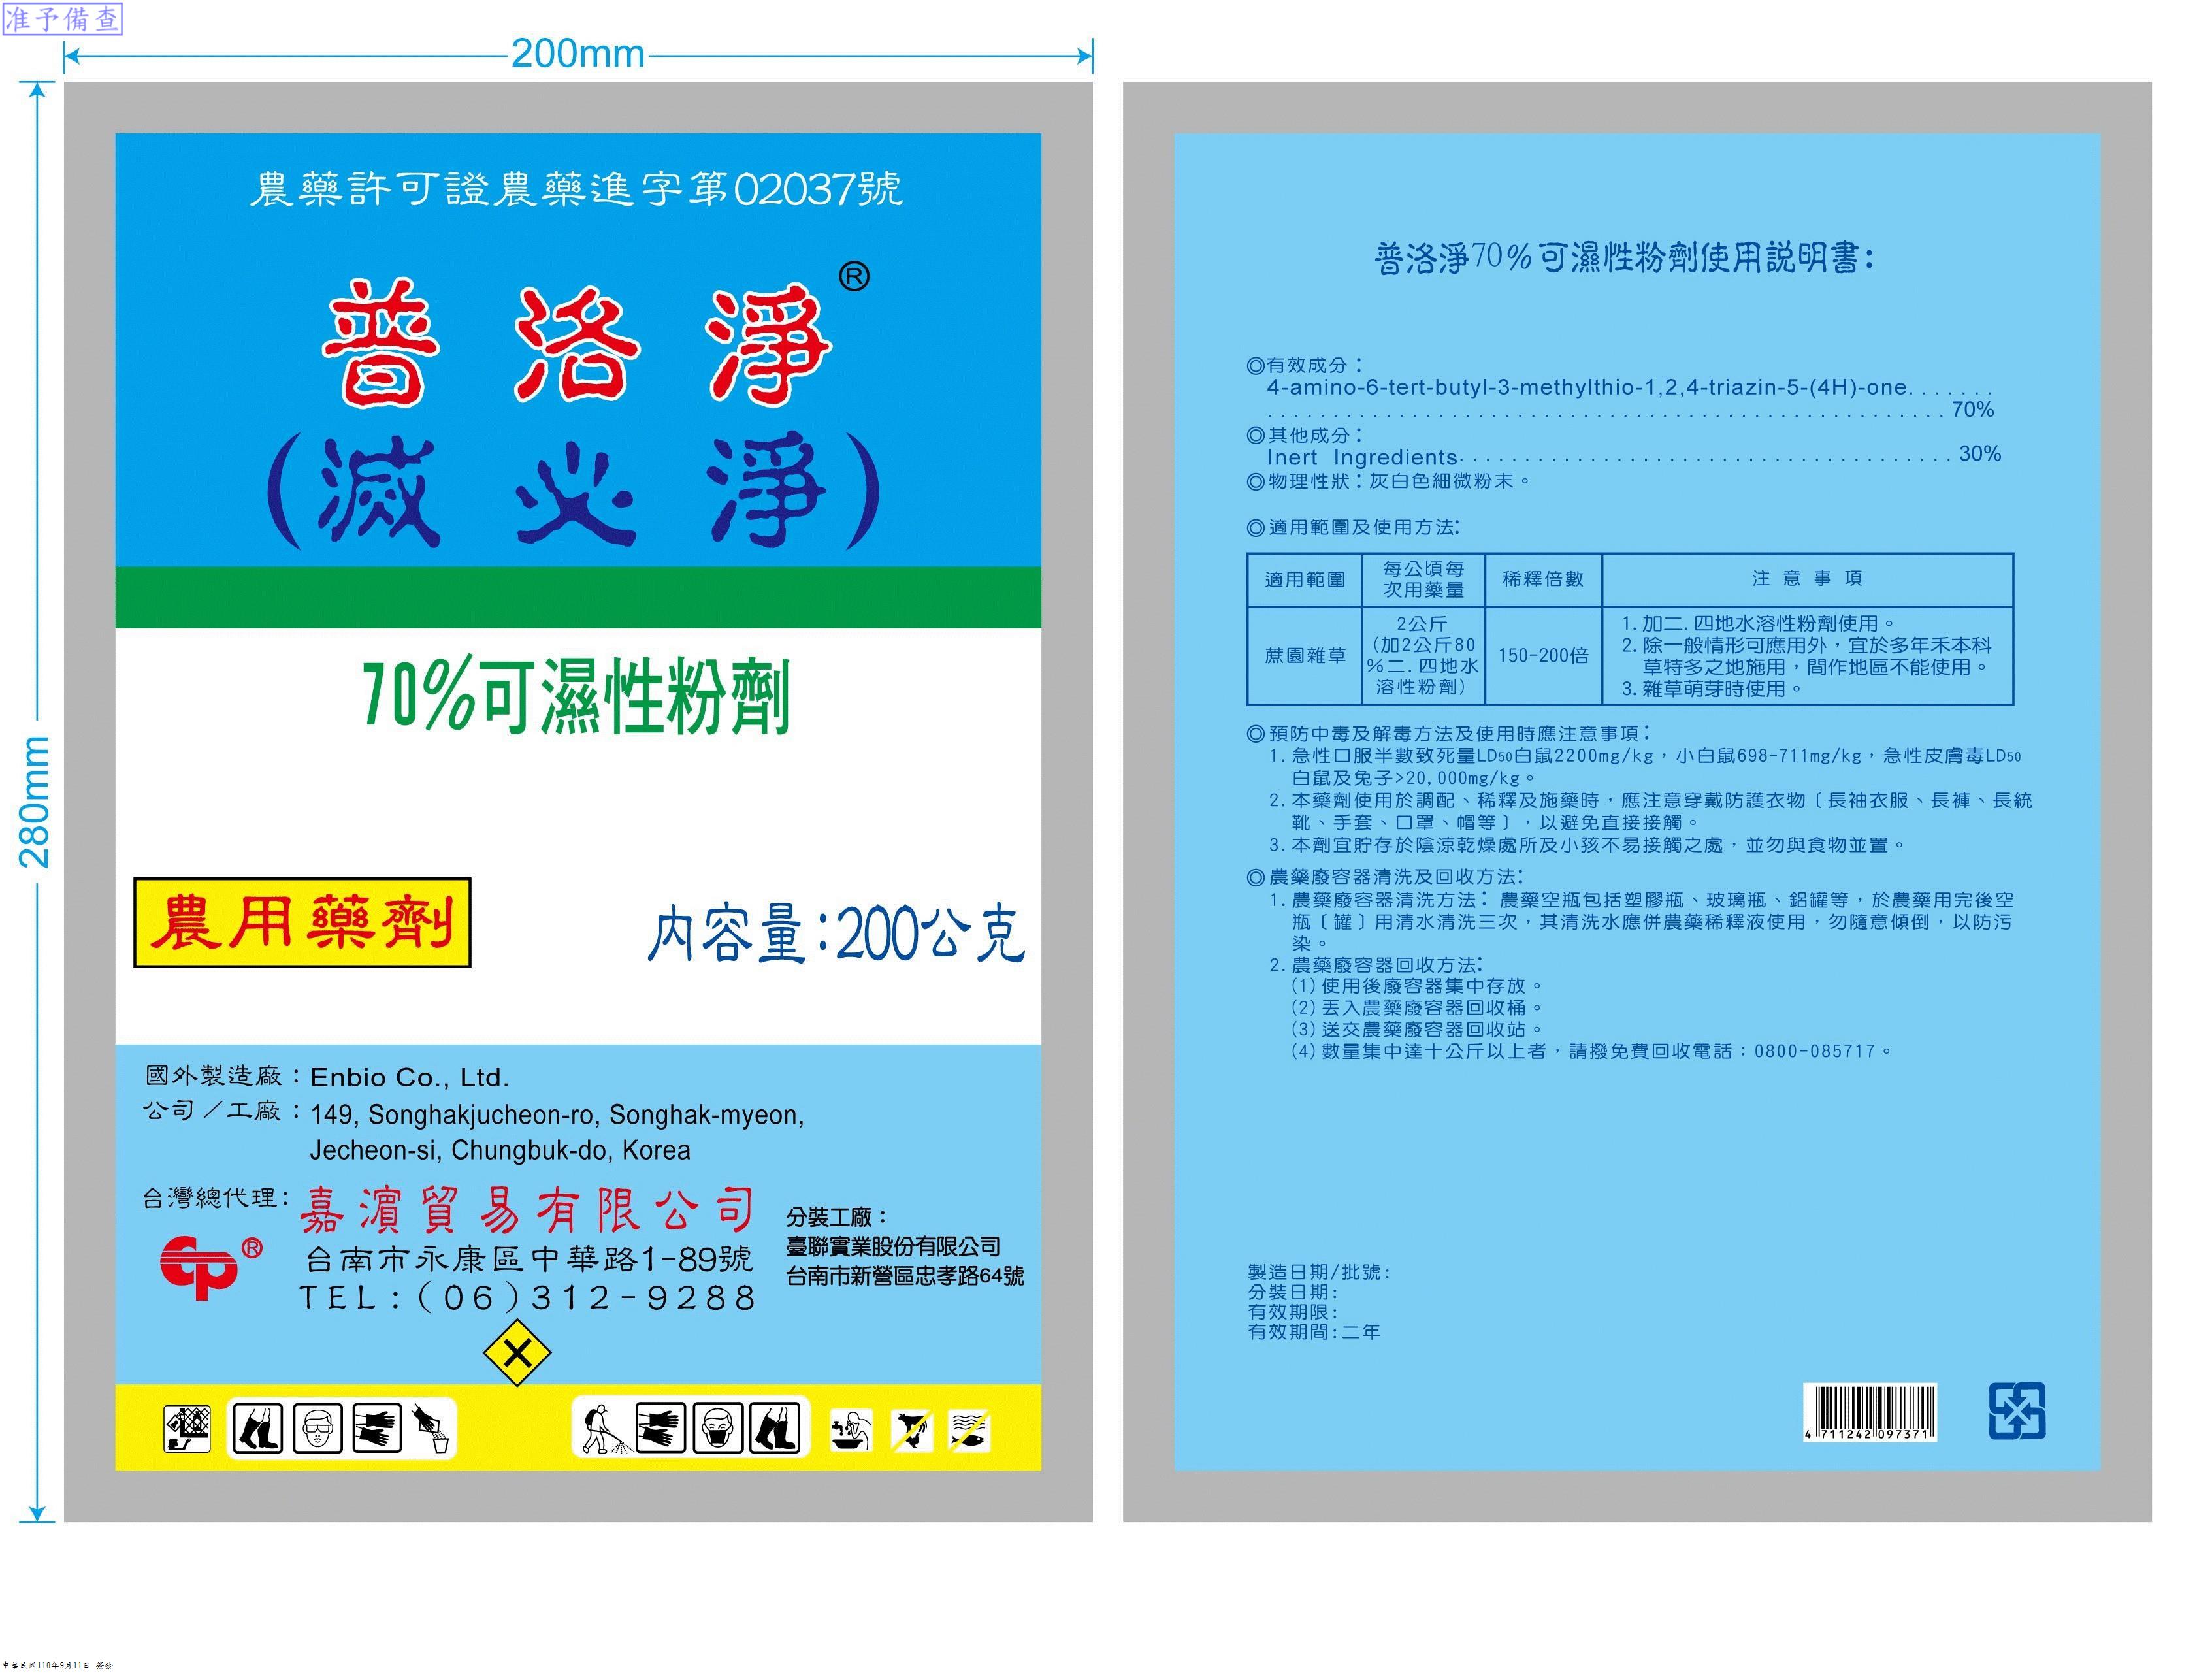 准予備查
200mm
280mm
農藥許可證農藥進字第02037號
普洛淨®
(滅必淨)
70%可濕性粉劑
農用藥劑
內容量:200公克
國外製造廠：Enbio Co., Ltd.
公司／工廠：149, Songhakjucheon-ro, Songhak-myeon,
Jecheon-si, Chungbuk-do, Korea
台灣總代理:嘉濱貿易有限公司
CP®
台南市永康區中華路1-89號
TEL:(06)312-9288
分裝工廠：
臺聯實業股份有限公司
台南市新營區忠孝路64號
普洛淨70%可濕性粉劑使用說明書:
◎有效成分：
4-amino-6-tert-butyl-3-methylthio-1,2,4-triazin-5-(4H)-one.......
....................................................70%
◎其他成分：
Inert Ingredients......................................30%
◎物理性狀：灰白色細微粉末。
◎適用範圍及使用方法:
適用範圍
每公頃每
次用藥量
稀釋倍數
注意事項
蔗園雜草
2公斤
(加2公斤80
%二.四地水
溶性粉劑)
150-200倍
1.加二.四地水溶性粉劑使用。
2.除一般情形可應用外，宜於多年禾本科
草特多之地施用，間作地區不能使用。
3.雜草萌芽時使用。
◎預防中毒及解毒方法及使用時應注意事項：
1.急性口服半數致死量LD50白鼠2200mg/kg，小白鼠698-711mg/kg，急性皮膚毒LD50
白鼠及兔子>20,000mg/kg。
2.本藥劑使用於調配、稀釋及施藥時，應注意穿戴防護衣物〔長袖衣服、長褲、長統
靴、手套、口罩、帽等〕，以避免直接接觸。
3.本劑宜貯存於陰涼乾燥處所及小孩不易接觸之處，並勿與食物並置。
◎農藥廢容器清洗及回收方法:
1.農藥廢容器清洗方法：農藥空瓶包括塑膠瓶、玻璃瓶、鋁罐等，於農藥用完後空
瓶〔罐〕用清水清洗三次，其清洗水應併農藥稀釋液使用，勿隨意傾倒，以防污
染。
2.農藥廢容器回收方法:
(1)使用後廢容器集中存放。
(2)丟入農藥廢容器回收桶。
(3)送交農藥廢容器回收站。
(4)數量集中達十公斤以上者，請撥免費回收電話：0800-085717。
製造日期/批號:
分裝日期:
有效期限:
有效期間:二年
4 711242 097371
中華民國110年9月11日 簽發